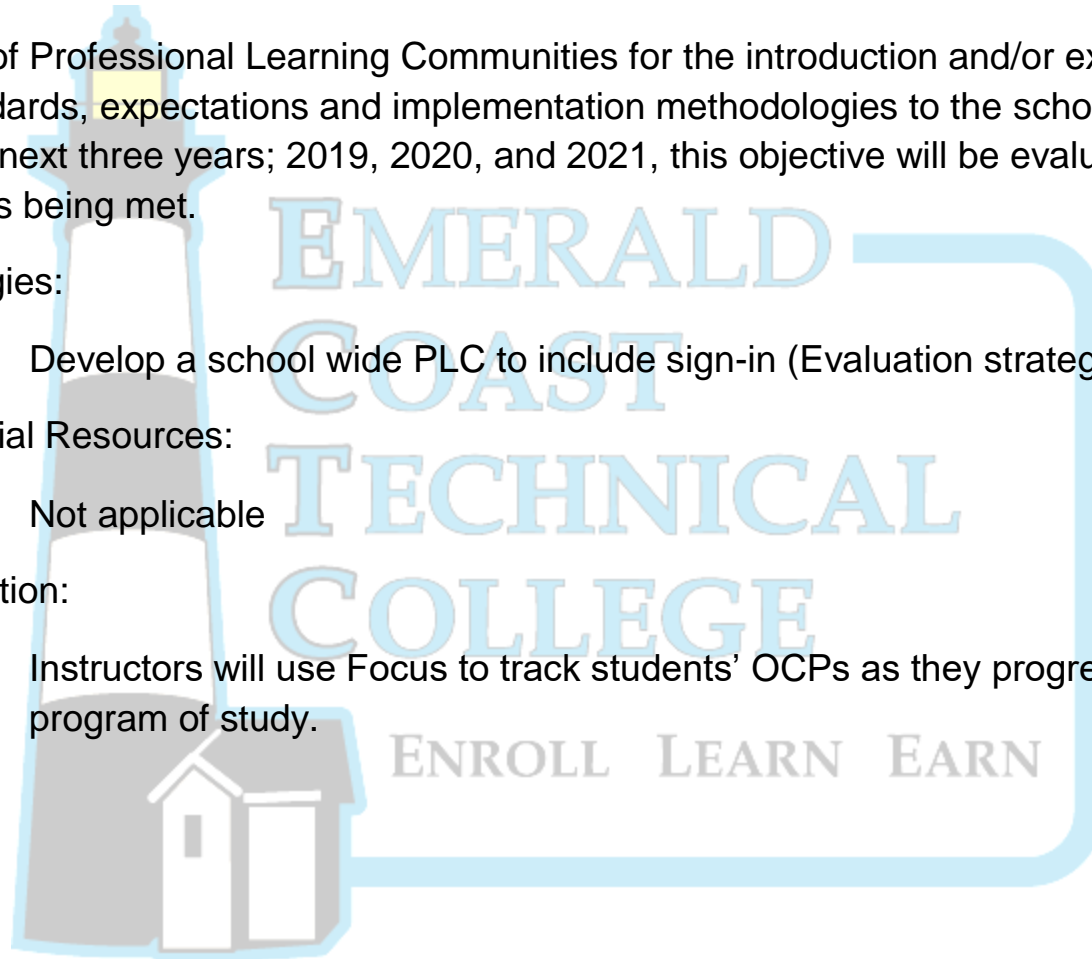 of Professional Learning Communities for the introduction and/or ex
dards, expectations and implementation methodologies to the scho
next three years; 2019, 2020, and 2021, this objective will be evalu
s being met.
EMERALD
gies:
Develop a school wide PLC to include sign-in (Evaluation strateg
COAST
ial Resources:
TECHNICAL
Not applicable
tion:
COLLEGE
Instructors will use Focus to track students’ OCPs as they progre
program of study.
ENROLL LEARN EARN